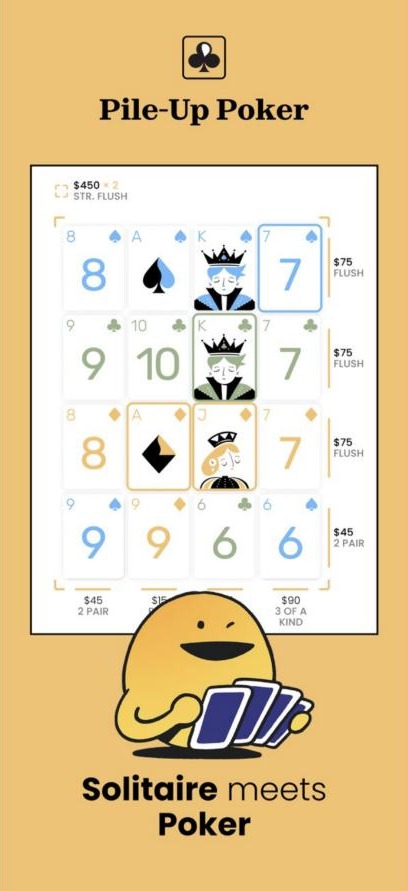 Pile-Up Poker
$450 × 2
STR. FLUSH
8 A K 7
8 7
$75
FLUSH
9 10 K 7
9 10 7
$75
FLUSH
8 A J 7
8 7
$75
FLUSH
9 9 6 6
9 9 6 6
$45
2 PAIR
$45 $15 $90
2 PAIR 3 OF A
KIND
Solitaire meets
Poker